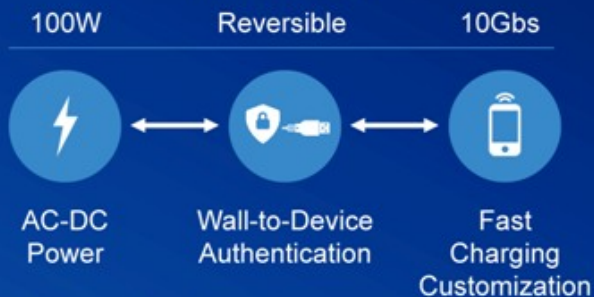 100W Reversible 10Gbs
AC-DC Power
Wall-to-Device Authentication
Fast Charging Customization